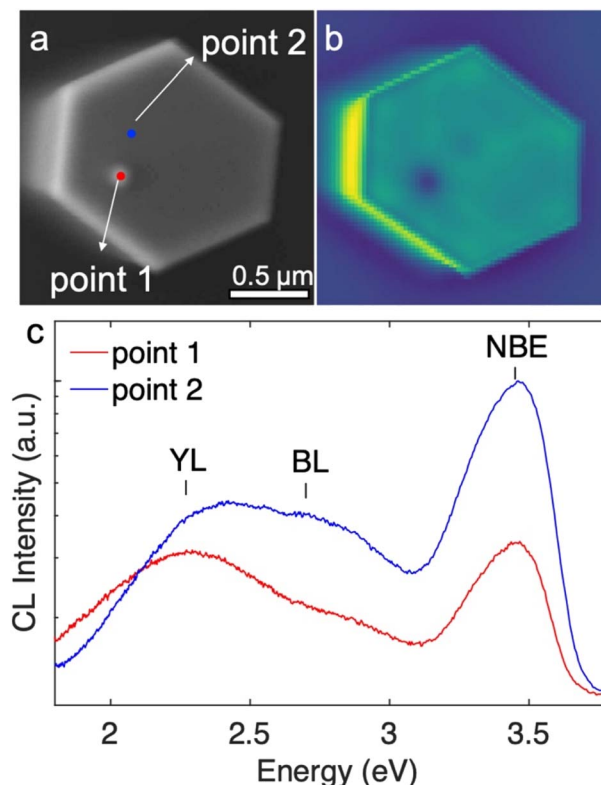 a
point 2
point 1
0.5 μm
b
c
point 1
point 2
YL
BL
NBE
CL Intensity (a.u.)
2
2.5
3
3.5
Energy (eV)